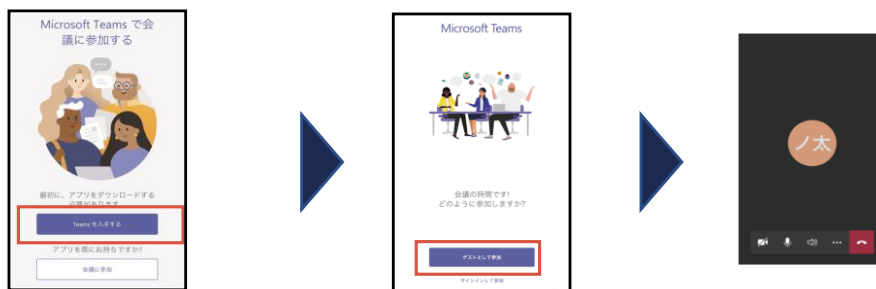 Microsoft Teams で会
議に参加する
最初に、アプリをダウンロードする
必要があります
Teams を入手する
アプリを既にお持ちですか?
会議に参加
Microsoft Teams
会議の時間です!
どのように参加しますか?
ゲストとして参加
サインインして参加
ノ太